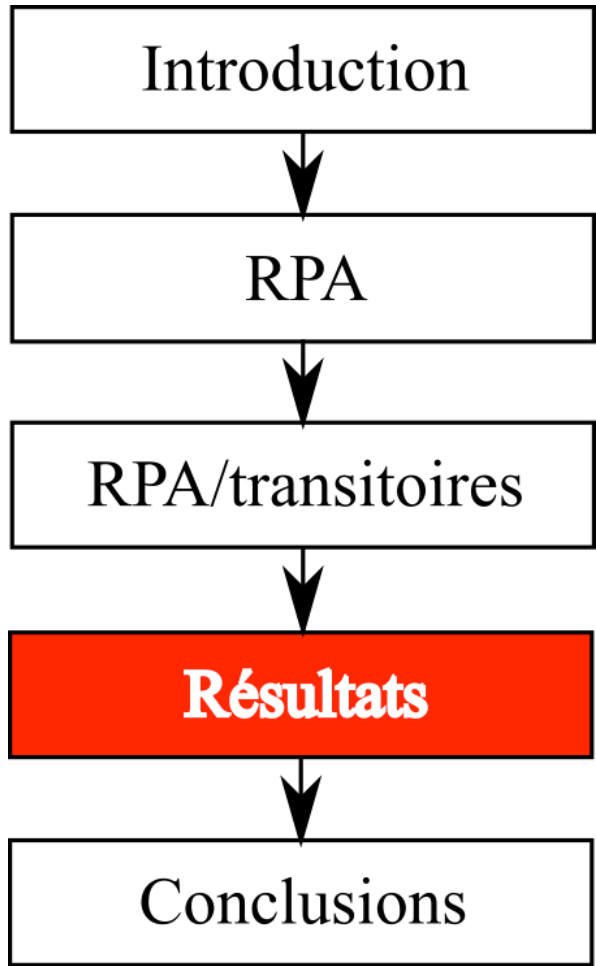 Introduction
RPA
RPA/transitoires
Résultats
Conclusions